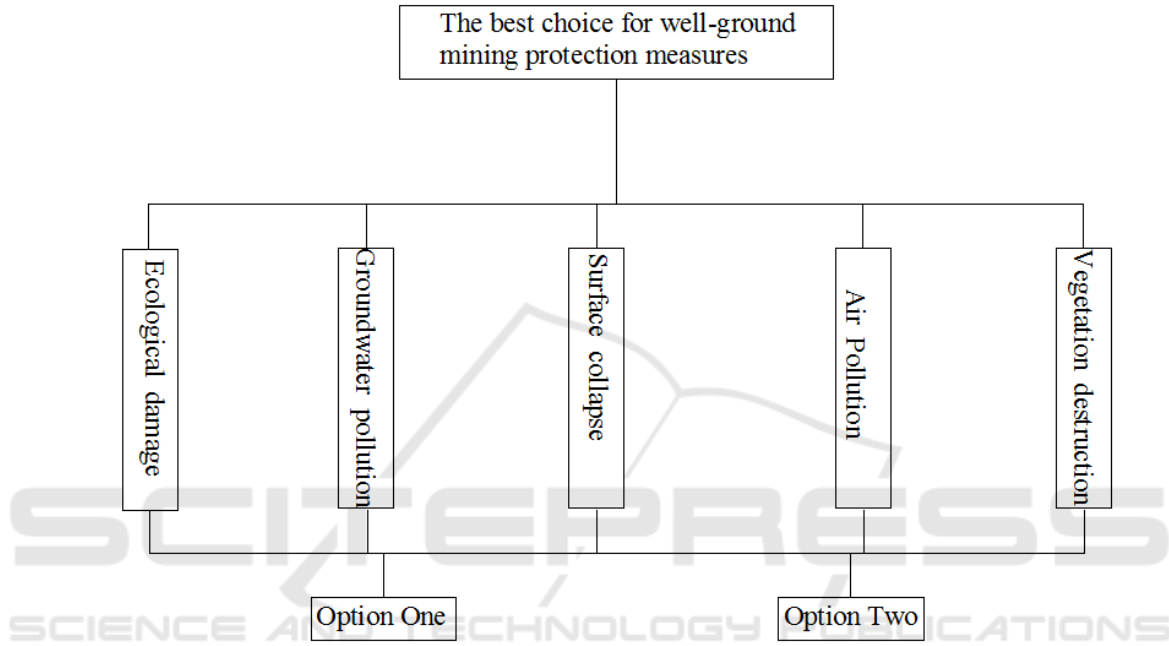 The best choice for well-ground
mining protection measures
Ecological damage
Groundwater pollution
Surface collapse
Air Pollution
Vegetation destruction
SCITEPRESS
Option One
Option Two
SCIENCE AND TECHNOLOGY PUBLICATIONS